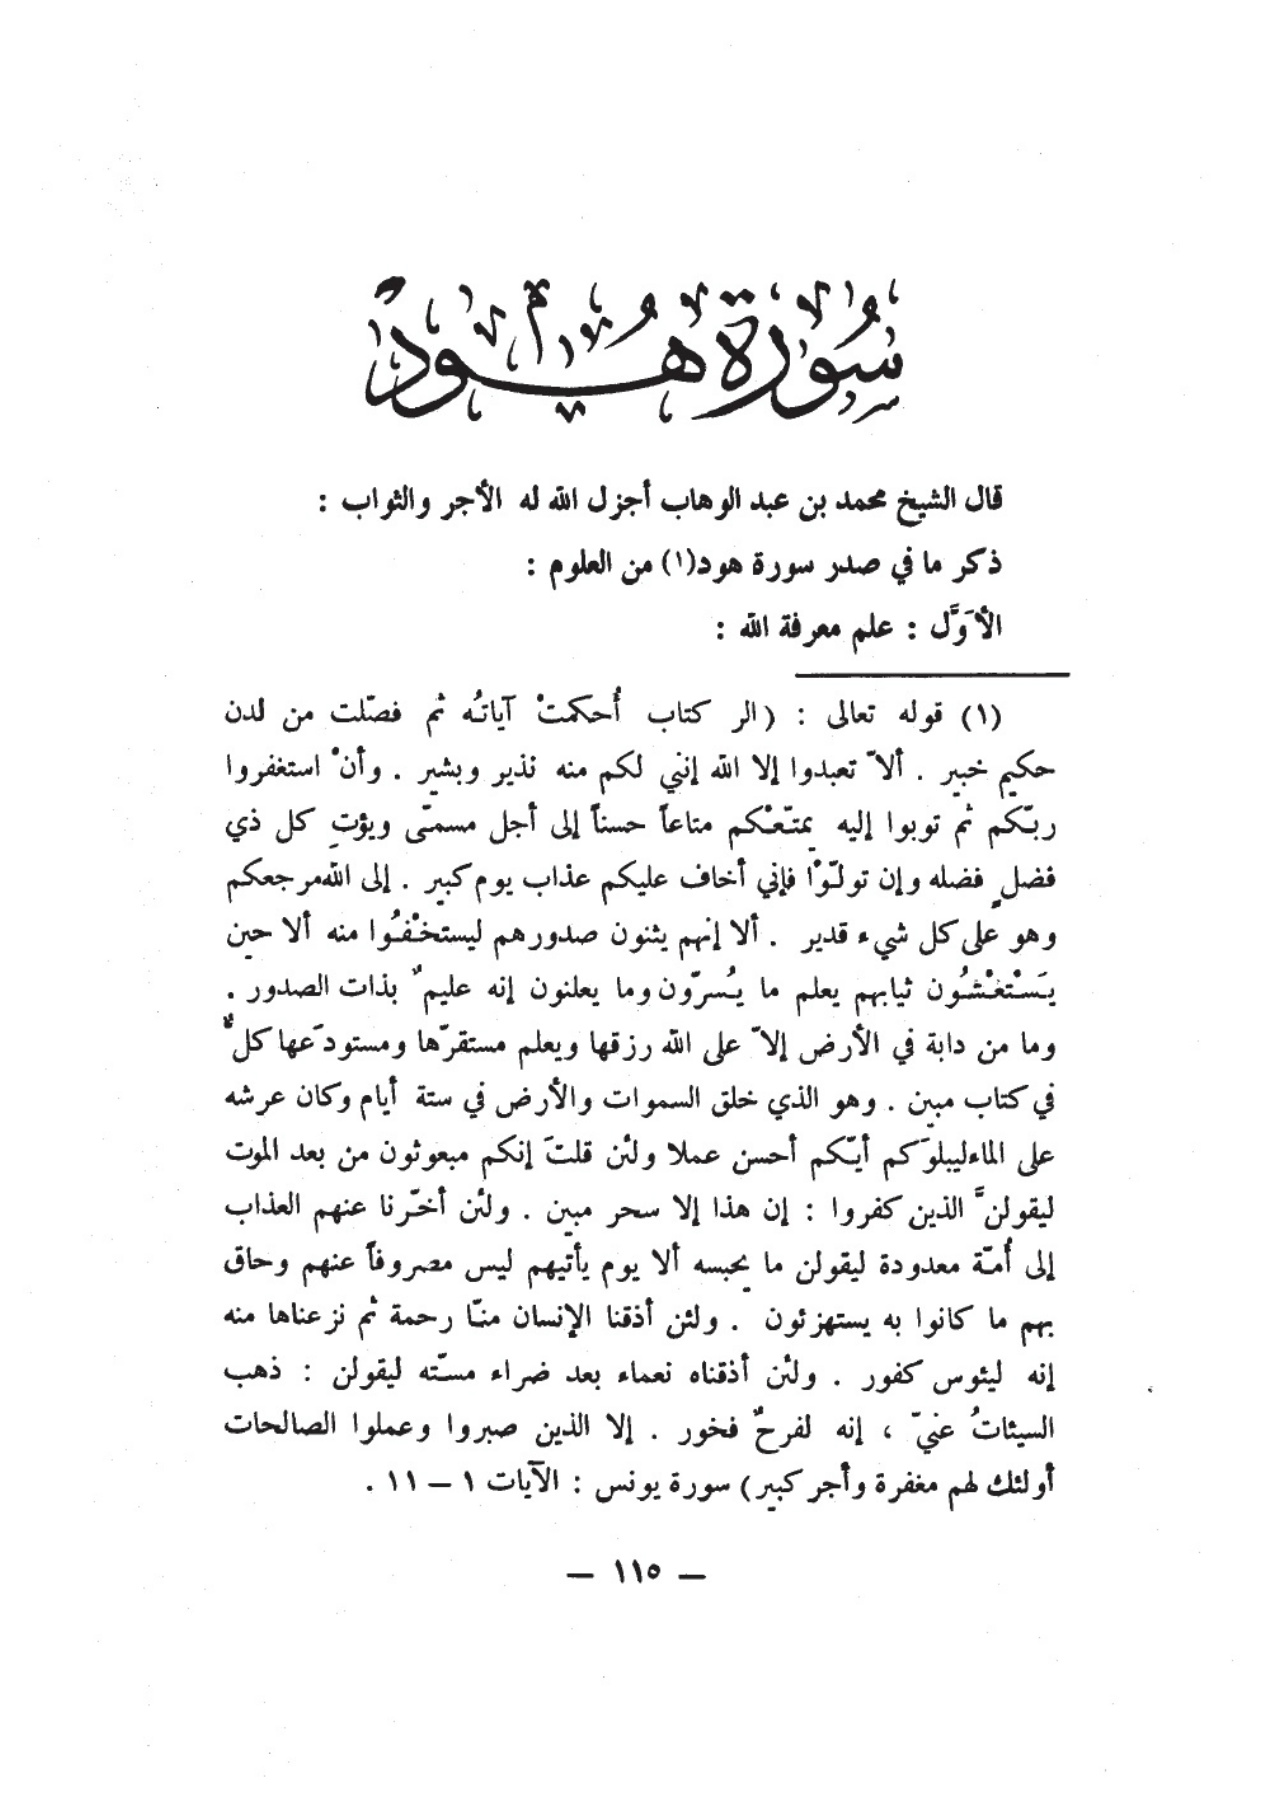 سورة هود
قال الشيخ محمد بن عبد الوهاب أجزل الله له الأجر والثواب :
ذكر ما في صدر سورة هود(١) من العلوم :
الأوَّل : علم معرفة الله :
(١) قوله تعالى : (الر كتاب أُحكمتْ آياتُه ثم فصّلت من لدن
حكيم خبير . ألاّ تعبدوا إلا الله إنني لكم منه نذير وبشير . وأنْ استغفروا
ربّكم ثم توبوا إليه يمتّعْكم متاعاً حسناً إلى أجل مسمّى ويؤتِ كل ذي
فضلٍ فضله وإن تولّوْا فإني أخاف عليكم عذاب يوم كبير . إلى الله مرجعكم
وهو على كل شيء قدير . ألا إنهم يثنون صدورهم ليستخْفُوا منه ألا حين
يَسْتغْشُون ثيابهم يعلم ما يُسرّون وما يعلنون إنه عليمٌ بذات الصدور .
وما من دابة في الأرض إلاّ على الله رزقها ويعلم مستقرّها ومستودَعها كلٌّ
في كتاب مبين . وهو الذي خلق السموات والأرض في ستة أيام وكان عرشه
على الماء ليبلوَكم أيّكم أحسن عملا ولئن قلتَ إنكم مبعوثون من بعد الموت
ليقولنَّ الذين كفروا : إن هذا إلا سحر مبين . ولئن أخّرنا عنهم العذاب
إلى أُمّة معدودة ليقولن ما يحبسه ألا يوم يأتيهم ليس مصروفاً عنهم وحاق
بهم ما كانوا به يستهزئون . ولئن أذقنا الإنسان منّا رحمة ثم نزعناها منه
إنه ليئوس كفور . ولئن أذقناه نعماء بعد ضراء مسّته ليقولن : ذهب
السيئاتُ عنيّ ، إنه لفرحٌ فخور . إلا الذين صبروا وعملوا الصالحات
أولئك لهم مغفرة وأجر كبير) سورة يونس : الآيات ١ – ١١ .
— ١١٥ —